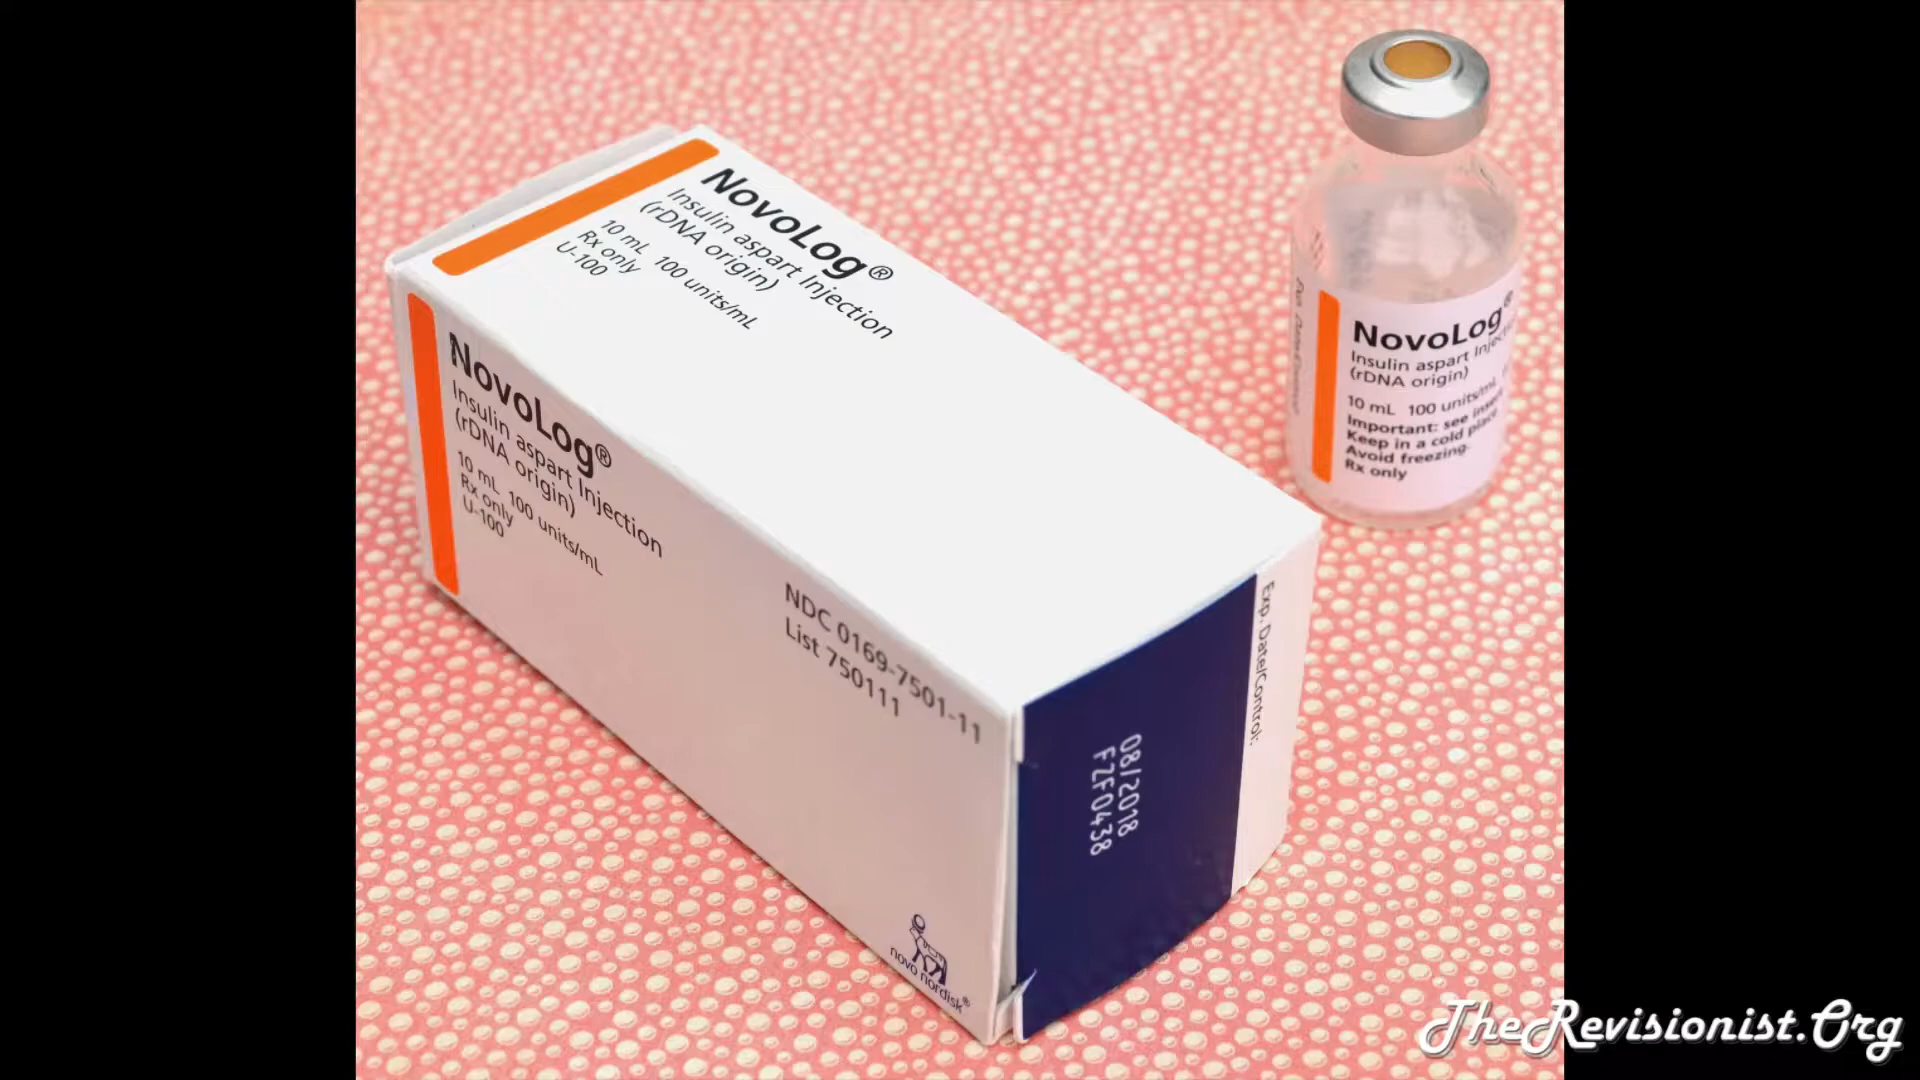 NovoLog®
Insulin aspart Injection
(rDNA origin)
10 mL 100 units/mL
Rx only
U-100
NovoLog®
Insulin aspart Injection
(rDNA origin)
10 mL 100 units/mL
Rx only
U-100
NDC 0169-7501-11
List 750111
novo nordisk®
08/2018
FZF0438
Exp. Date/Control:
NovoLog®
Insulin aspart
(rDNA origin)
10 mL 100 units/mL
Important: see insert
Keep in a cold place
Avoid freezing.
Rx only
TheRevisionist.Org